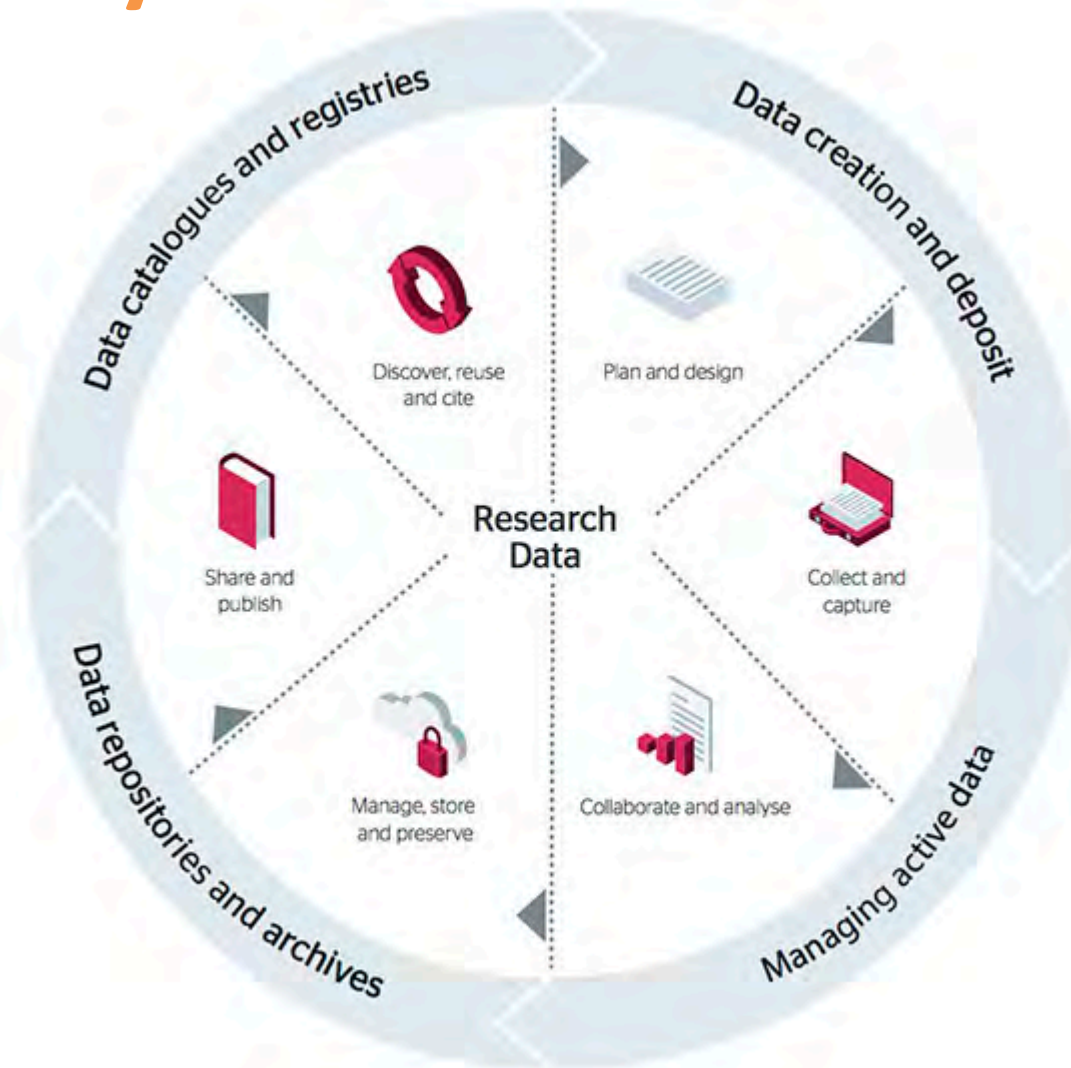 Data catalogues and registries
Data creation and deposit
Discover, reuse
and cite
Plan and design
Research
Data
Share and
publish
Collect and
capture
Manage, store
and preserve
Collaborate and analyse
Data repositories and archives
Managing active data